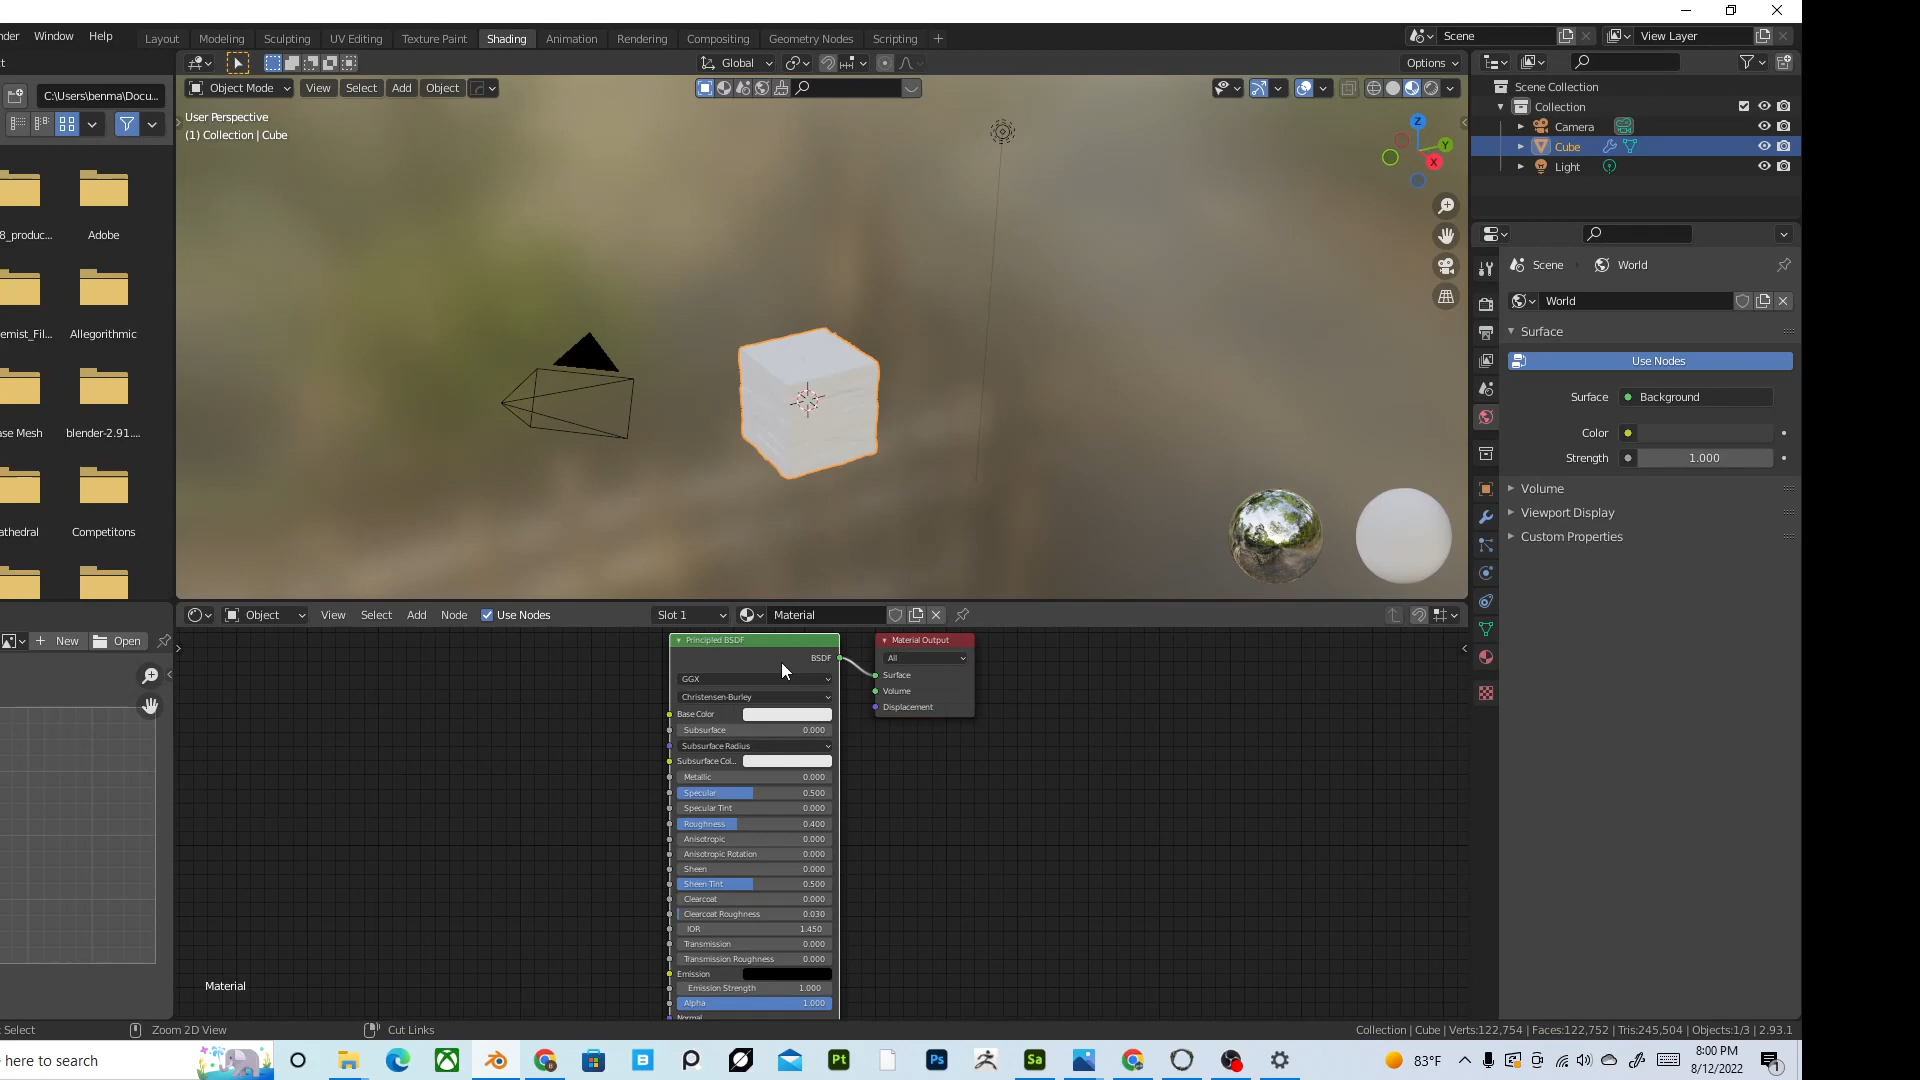 nder Window Help Layout Modeling Sculpting UV Editing Texture Paint Shading Animation Rendering Compositing Geometry Nodes Scripting + Scene View Layer
ct Global Options
C:\Users\benma\Docu... Object Mode View Select Add Object
User Perspective
(1) Collection | Cube
Z
Y
X
Scene Collection
Collection
Camera
Cube
Light
Scene World
World
Surface
Use Nodes
Surface Background
Color
Strength 1.000
Volume
Viewport Display
Custom Properties
8_produc... Adobe
emist_Fil... Allegorithmic
ase Mesh blender-2.91....
athedral Competitons
Object View Select Add Node Use Nodes Slot 1 Material
+ New Open
Principled BSDF
BSDF
GGX
Christensen-Burley
Base Color
Subsurface 0.000
Subsurface Radius
Subsurface Col...
Metallic 0.000
Specular 0.500
Specular Tint 0.000
Roughness 0.400
Anisotropic 0.000
Anisotropic Rotation 0.000
Sheen 0.000
Sheen Tint 0.500
Clearcoat 0.000
Clearcoat Roughness 0.030
IOR 1.450
Transmission 0.000
Transmission Roughness 0.000
Emission
Emission Strength 1.000
Alpha 1.000
Normal
Material Output
All
Surface
Volume
Displacement
Material
Select Zoom 2D View Cut Links Collection | Cube | Verts:122,754 | Faces:122,752 | Tris:245,504 | Objects:1/3 | 2.93.1
here to search Pt Ps Sa 83°F 8:00 PM
8/12/2022